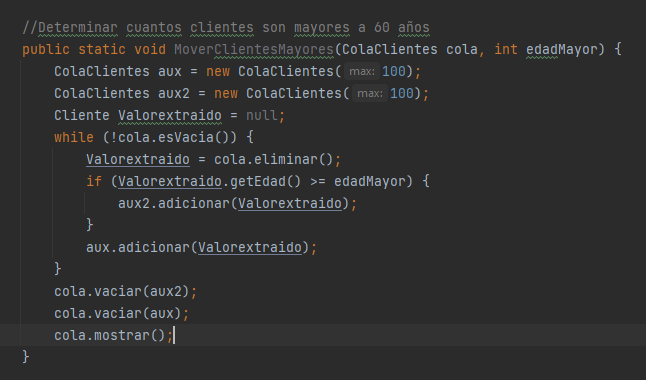 //Determinar cuantos clientes son mayores a 60 años
public static void MoverClientesMayores(ColaClientes cola, int edadMayor) {
ColaClientes aux = new ColaClientes( max: 100);
ColaClientes aux2 = new ColaClientes( max: 100);
Cliente Valorextraido = null;
while (!cola.esVacia()) {
Valorextraido = cola.eliminar();
if (Valorextraido.getEdad() >= edadMayor) {
aux2.adicionar(Valorextraido);
}
aux.adicionar(Valorextraido);
}
cola.vaciar(aux2);
cola.vaciar(aux);
cola.mostrar();
}